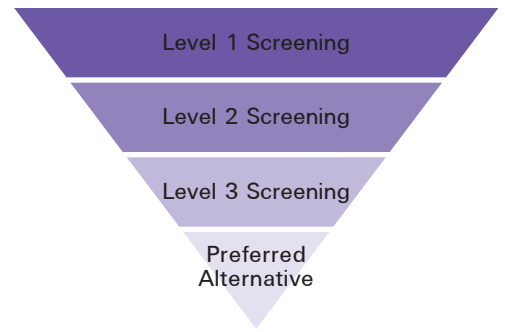 Level 1 Screening
Level 2 Screening
Level 3 Screening
Preferred
Alternative